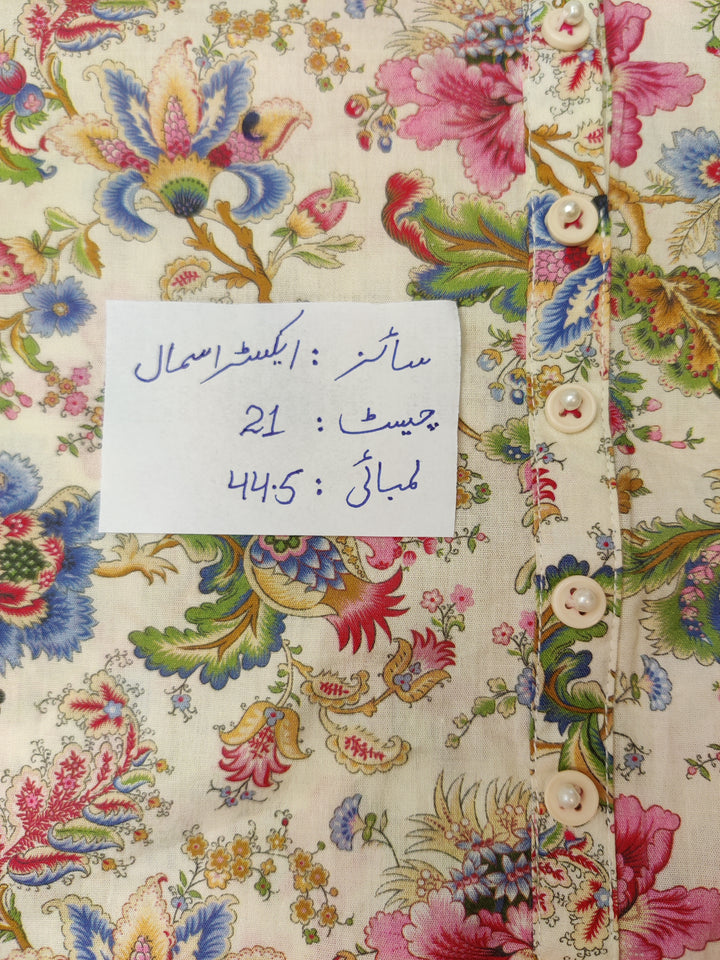 سائز : ایکسٹرا سمال
چیسٹ : 21
لمبائی : 44.5